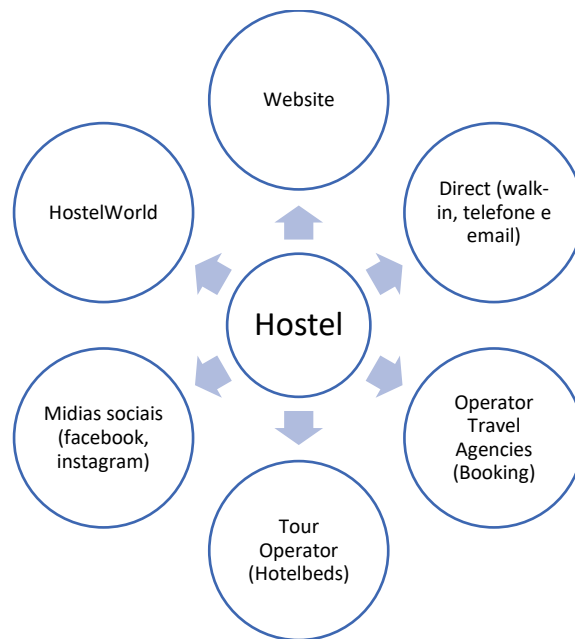 Website
HostelWorld
Direct (walk-
in, telefone e
email)
Hostel
Midias sociais
(facebook,
instagram)
Operator
Travel
Agencies
(Booking)
Tour
Operator
(Hotelbeds)